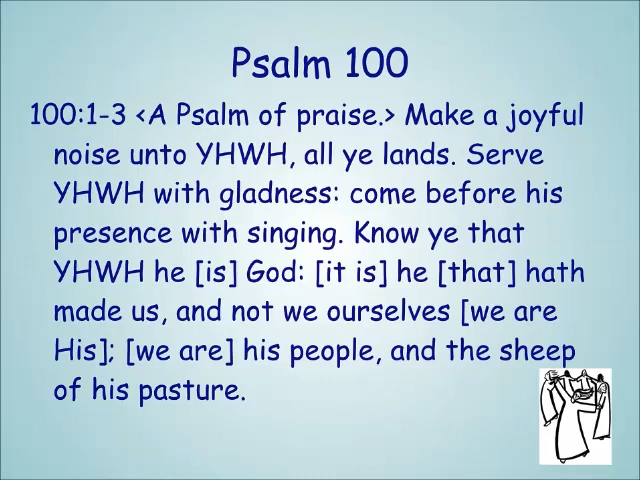 Psalm 100
100:1-3 <A Psalm of praise.> Make a joyful
noise unto YHWH, all ye lands. Serve
YHWH with gladness: come before his
presence with singing. Know ye that
YHWH he [is] God: [it is] he [that] hath
made us, and not we ourselves [we are
His]; [we are] his people, and the sheep
of his pasture.